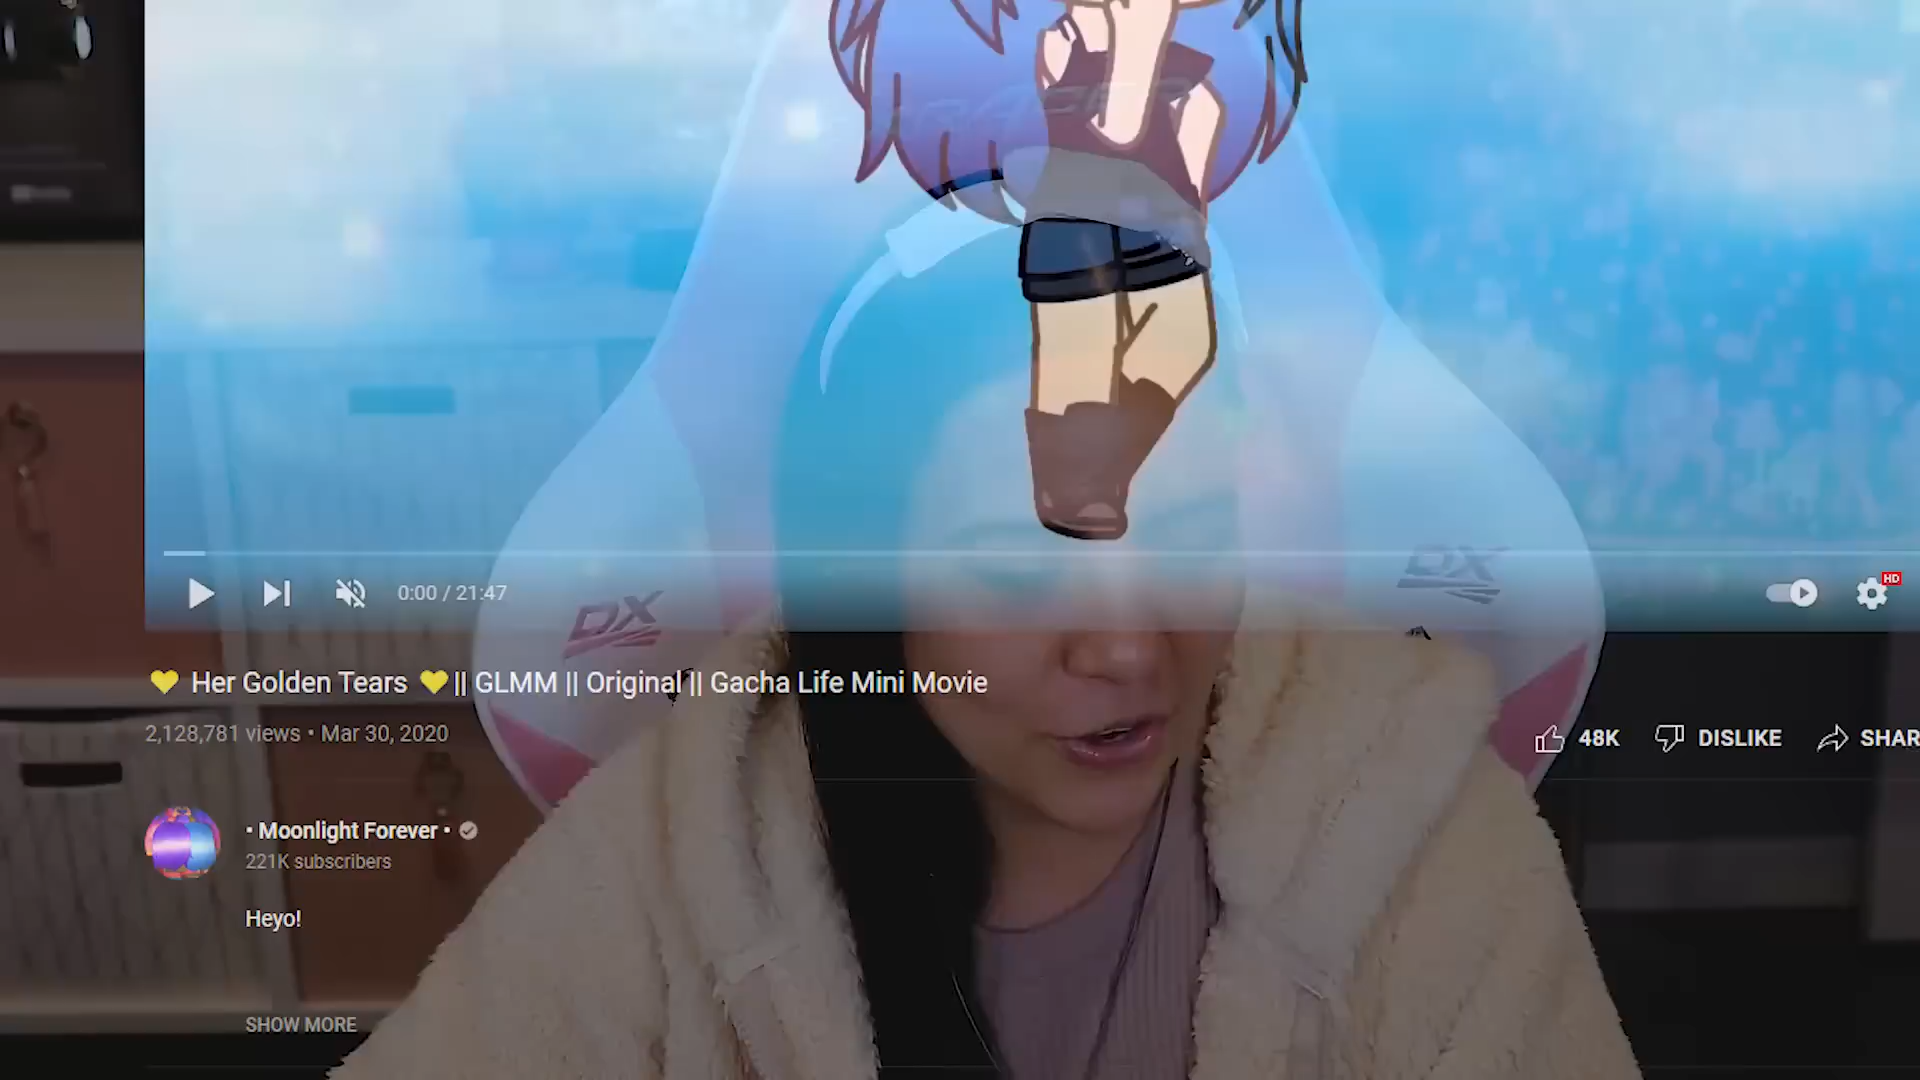 DX
DX
HD
0:00 / 21:47
💛 Her Golden Tears 💛|| GLMM || Original || Gacha Life Mini Movie
2,128,781 views • Mar 30, 2020
48K
DISLIKE
SHAR
• Moonlight Forever •
221K subscribers
Heyo!
SHOW MORE